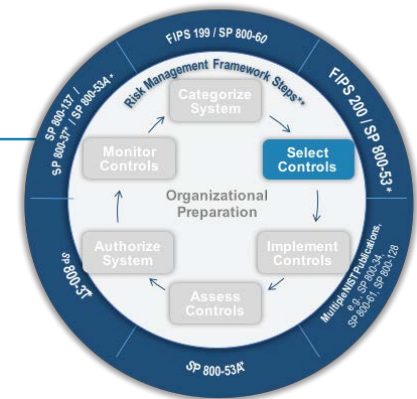 FIPS 199 / SP 800-60
Risk Management Framework Steps**
Categorize
System
FIPS 200 / SP 800-53*
Select
Controls
Implement
Controls
Multiple NIST Publications,
e.g., SP 800-34,
SP 800-61, SP 800-128
Assess
Controls
SP 800-53A*
Authorize
System
SP 800-37*
Monitor
Controls
SP 800-137 /
SP 800-37* / SP 800-53A*
Organizational
Preparation